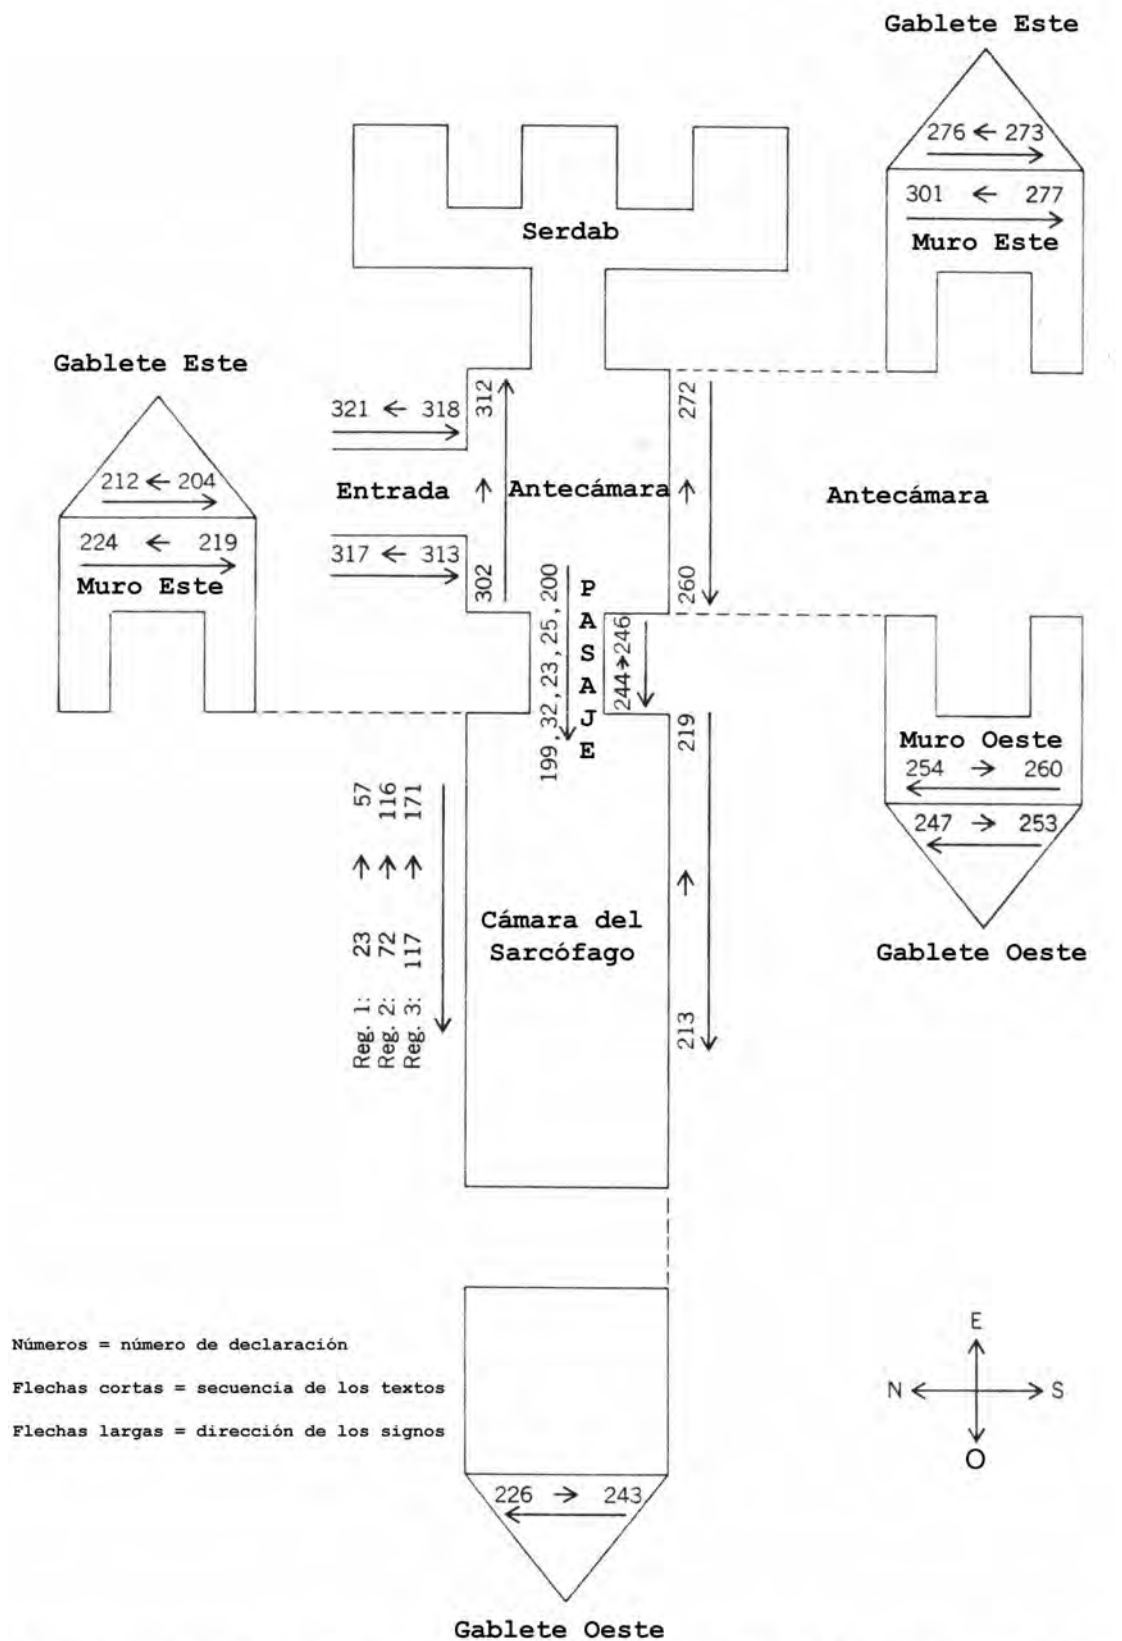 Gablete Este
276 ← 273
301 ← 277
Muro Este
Serdab
Gablete Este
212 ← 204
224 ← 219
Muro Este
321 ← 318
312
272
Entrada
Antecámara
Antecámara
317 ← 313
302
260
199, 32, 23, 25, 200
PASAJE
244→246
219
Muro Oeste
254 → 260
247 → 253
Gablete Oeste
Reg. 1: 23 → 57
Reg. 2: 72 → 116
Reg. 3: 117 → 171
Cámara del
Sarcófago
213
Números = número de declaración
Flechas cortas = secuencia de los textos
Flechas largas = dirección de los signos
E
N
S
O
226 → 243
Gablete Oeste